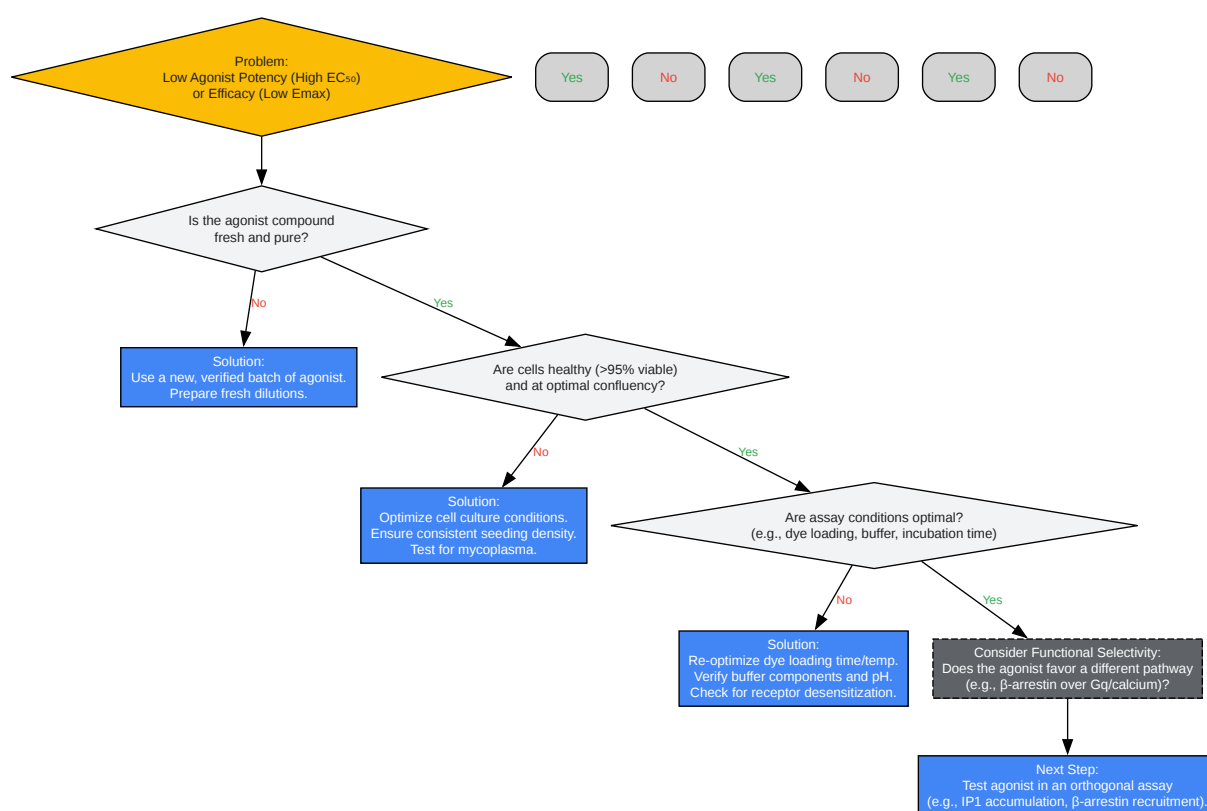 Problem:
Low Agonist Potency (High EC₅₀)
or Efficacy (Low Emax)
Yes
No
Yes
No
Yes
No
Is the agonist compound
fresh and pure?
No
Yes
Solution:
Use a new, verified batch of agonist.
Prepare fresh dilutions.
Are cells healthy (>95% viable)
and at optimal confluency?
No
Yes
Solution:
Optimize cell culture conditions.
Ensure consistent seeding density.
Test for mycoplasma.
Are assay conditions optimal?
(e.g., dye loading, buffer, incubation time)
No
Yes
Solution:
Re-optimize dye loading time/temp.
Verify buffer components and pH.
Check for receptor desensitization.
Consider Functional Selectivity:
Does the agonist favor a different pathway
(e.g., β-arrestin over Gq/calcium)?
Next Step:
Test agonist in an orthogonal assay
(e.g., IP1 accumulation, β-arrestin recruitment).